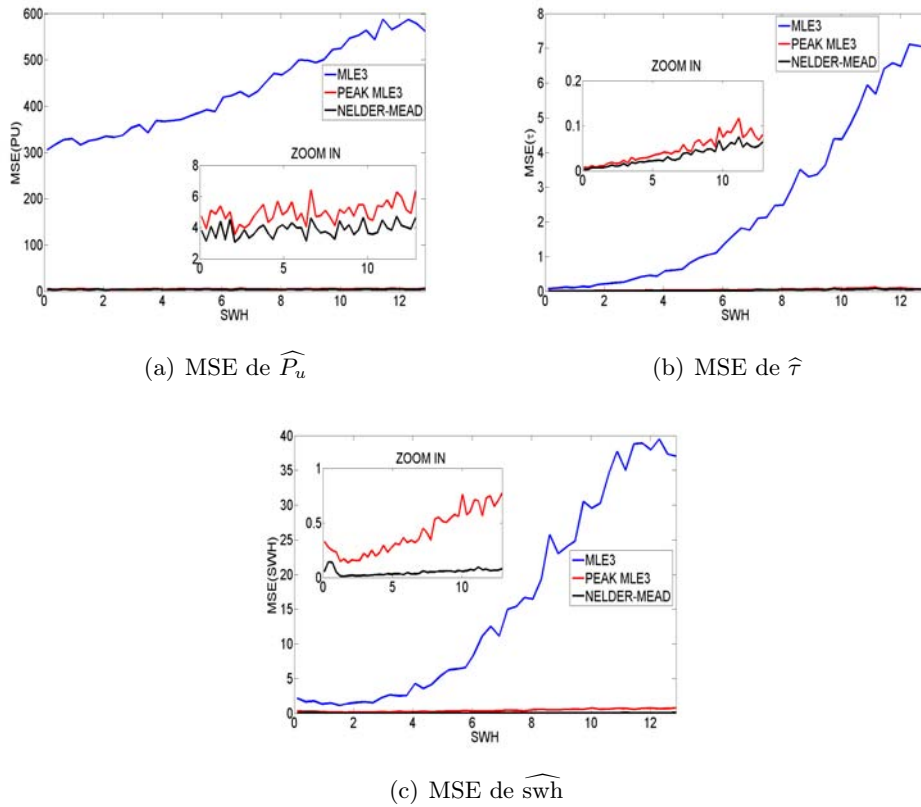 600
500
400
300
200
100
0
MSE(PU)
MLE3
PEAK MLE3
NELDER-MEAD
ZOOM IN
8
6
4
2
0 5 10
0 2 4 6 8 10 12
SWH
(a) MSE de \widehat{P_u}
8
7
6
5
4
3
2
1
0
MSE(τ)
MLE3
PEAK MLE3
NELDER-MEAD
ZOOM IN
0.2
0.1
0
0 5 10
0 2 4 6 8 10 12
SWH
(b) MSE de \widehat{τ}
40
35
30
25
20
15
10
5
0
MSE(SWH)
ZOOM IN
1
0.5
0
0 5 10
MLE3
PEAK MLE3
NELDER-MEAD
0 2 4 6 8 10 12
SWH
(c) MSE de \widehat{swh}